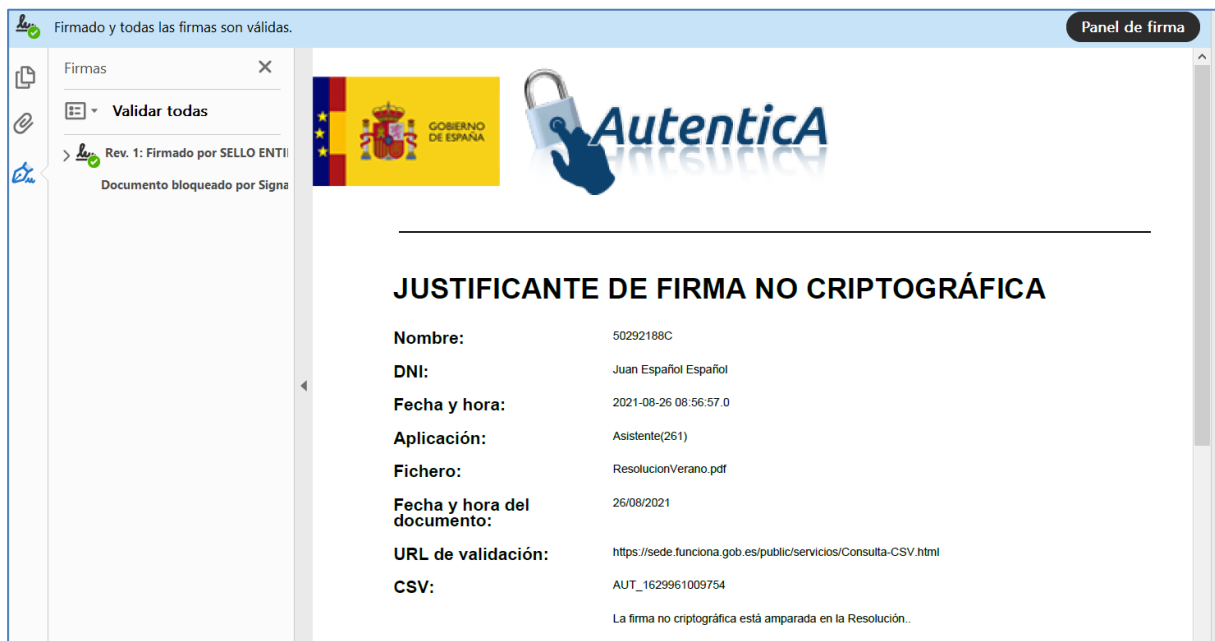 Firmado y todas las firmas son válidas.
Panel de firma
Firmas
Validar todas
Rev. 1: Firmado por SELLO ENTI
Documento bloqueado por Signa
GOBIERNO
DE ESPAÑA
AutenticA
JUSTIFICANTE DE FIRMA NO CRIPTOGRÁFICA
Nombre: 50292188C
DNI: Juan Español Español
Fecha y hora: 2021-08-26 08:56:57.0
Aplicación: Asistente(261)
Fichero: ResolucionVerano.pdf
Fecha y hora del 26/08/2021
documento:
URL de validación: https://sede.funciona.gob.es/public/servicios/Consulta-CSV.html
CSV: AUT_1629961009754
La firma no criptográfica está amparada en la Resolución..